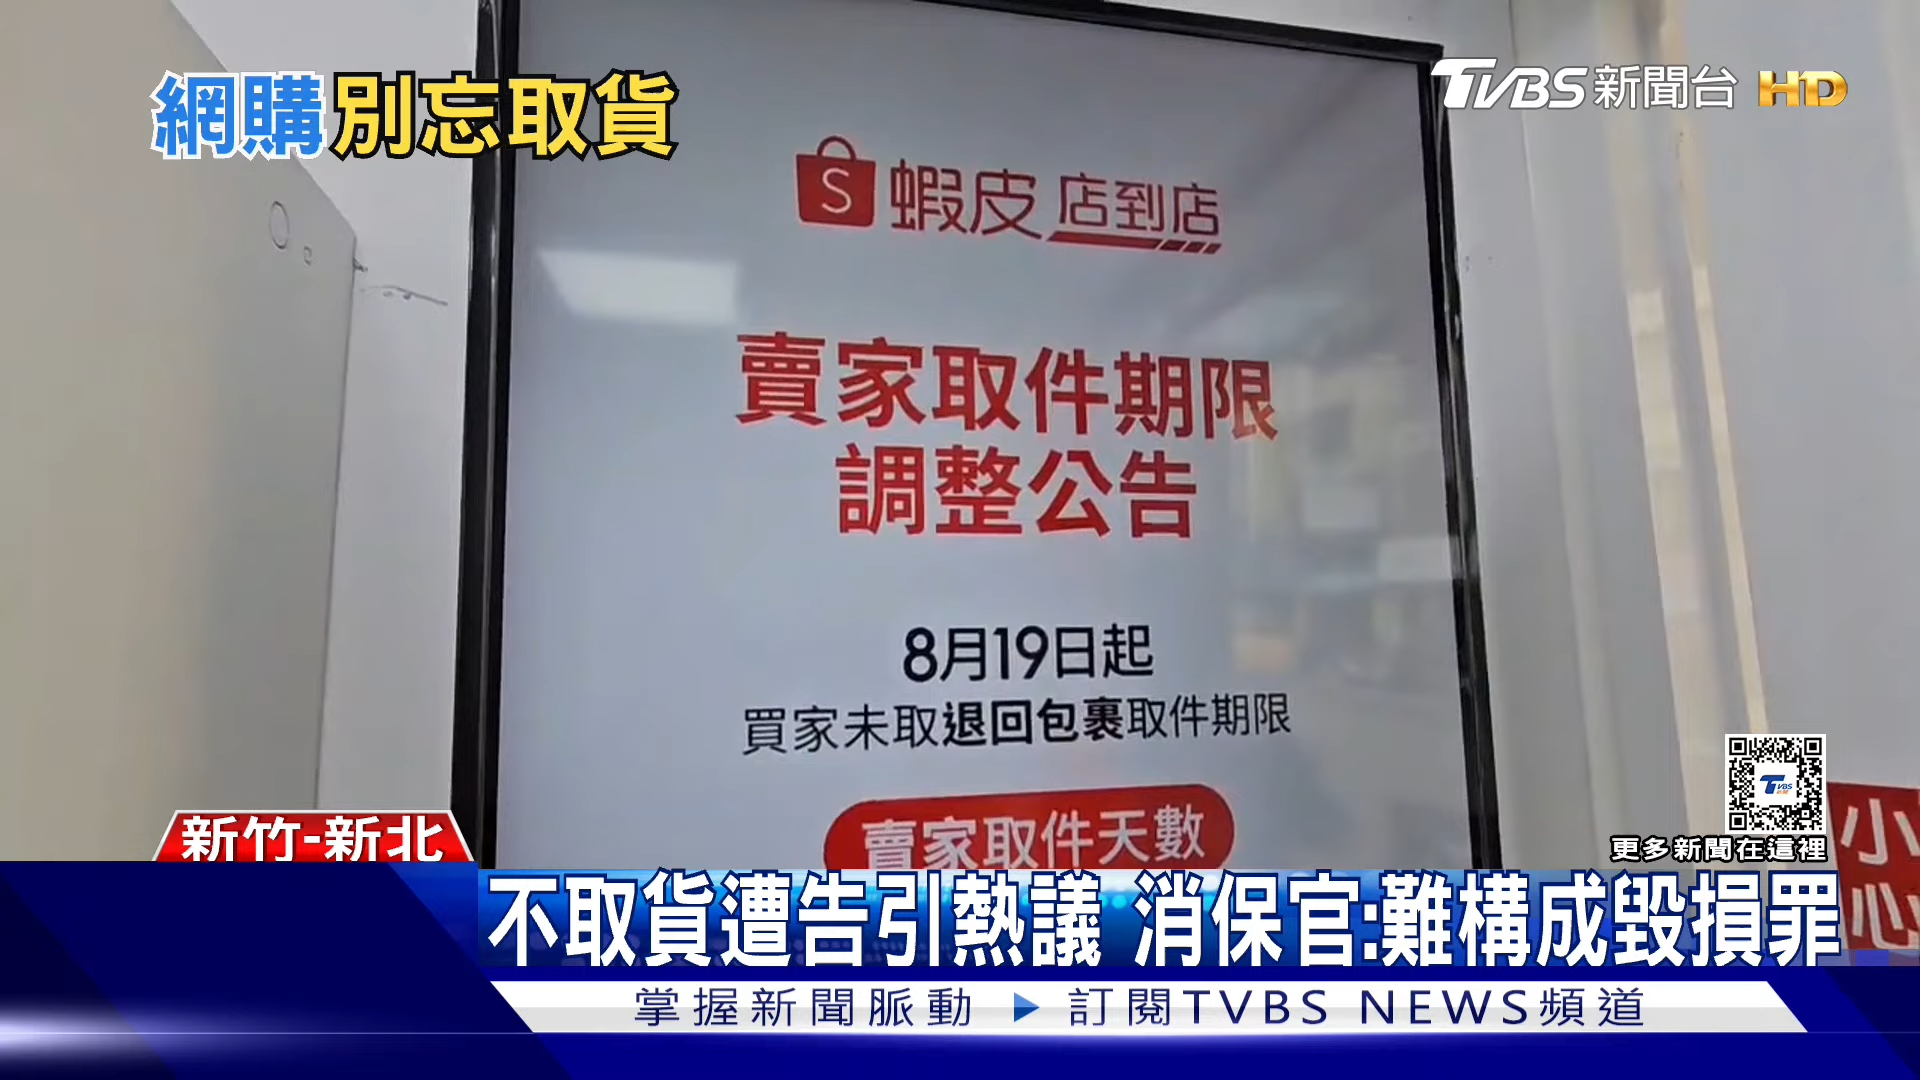 網購 別忘取貨
TVBS新聞台 HD
S 蝦皮 店到店
賣家取件期限
調整公告
8月19日起
買家未取退回包裹取件期限
賣家取件天數
TVBS 新聞
更多新聞在這裡
小心
新竹-新北
不取貨遭告引熱議 消保官:難構成毀損罪
掌握新聞脈動 ▶ 訂閱TVBS NEWS頻道